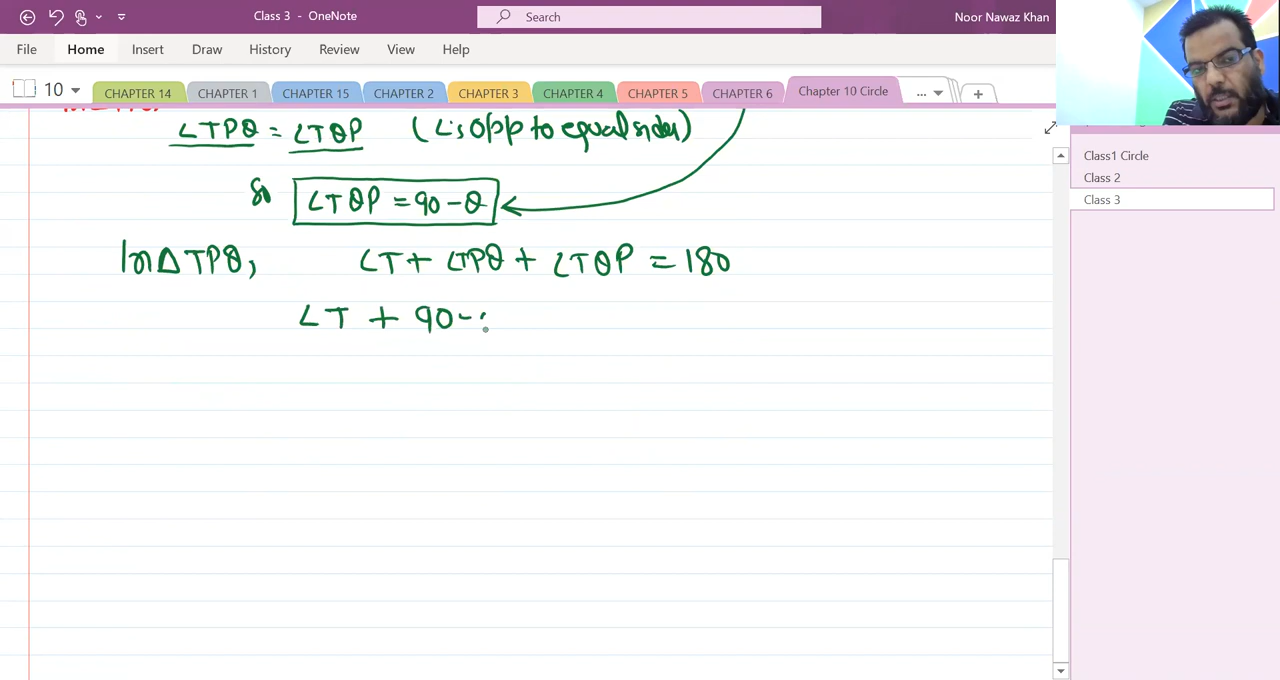 Class 3 - OneNote
Search
Noor Nawaz Khan
File Home Insert Draw History Review View Help
10 CHAPTER 14 CHAPTER 1 CHAPTER 15 CHAPTER 2 CHAPTER 3 CHAPTER 4 CHAPTER 5 CHAPTER 6 Chapter 10 Circle ... +
∠TPQ = ∠TQP (∠'s opp to equal sides)
so ∠TQP = 90 - θ
In Δ TPQ, ∠T + ∠TPQ + ∠TQP = 180
∠T + 90 -
Class1 Circle
Class 2
Class 3